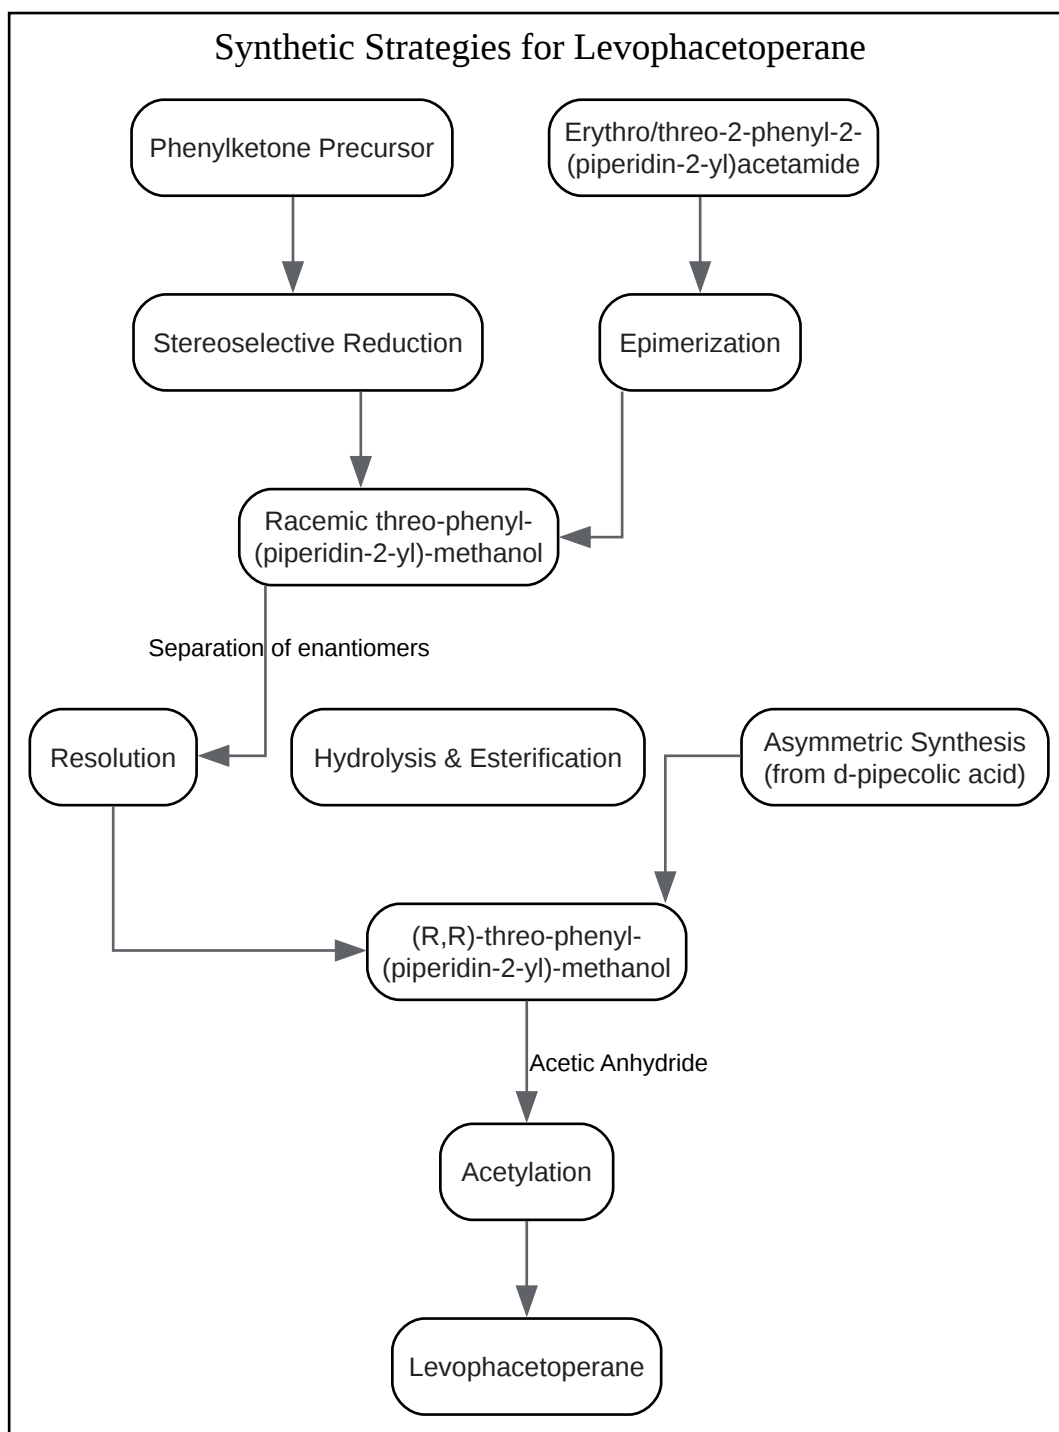 Synthetic Strategies for Levophacetoperane
Phenylketone Precursor
Erythro/threo-2-phenyl-2-
(piperidin-2-yl)acetamide
Stereoselective Reduction
Epimerization
Racemic threo-phenyl-
(piperidin-2-yl)-methanol
Separation of enantiomers
Resolution
Hydrolysis & Esterification
Asymmetric Synthesis
(from d-pipecolic acid)
(R,R)-threo-phenyl-
(piperidin-2-yl)-methanol
Acetic Anhydride
Acetylation
Levophacetoperane